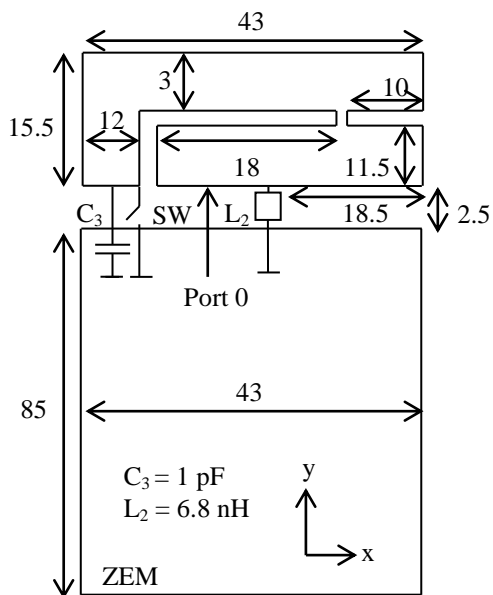 43
3
10
15.5
12
18
11.5
C₃
SW
L₂
18.5
2.5
Port 0
85
43
C₃ = 1 pF
L₂ = 6.8 nH
y
x
ZEM